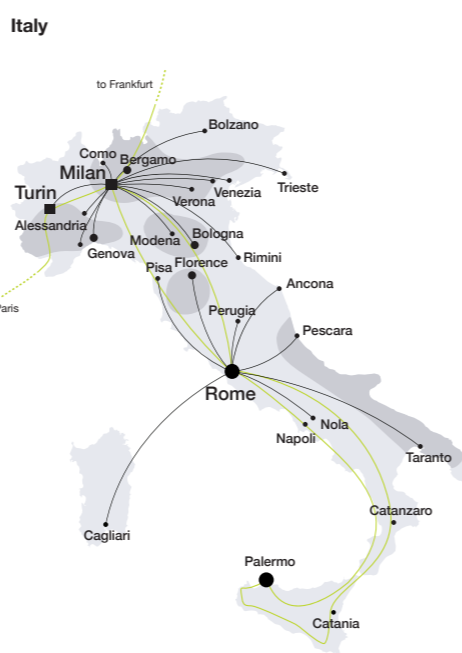 Italy
to Frankfurt
Bolzano
Como
Bergamo
Milan
Trieste
Turin
Venezia
Verona
Alessandria
Modena
Bologna
Genova
Rimini
Pisa
Florence
Ancona
Perugia
Pescara
Rome
Nola
Napoli
Taranto
Catanzaro
Cagliari
Palermo
Catania
Paris